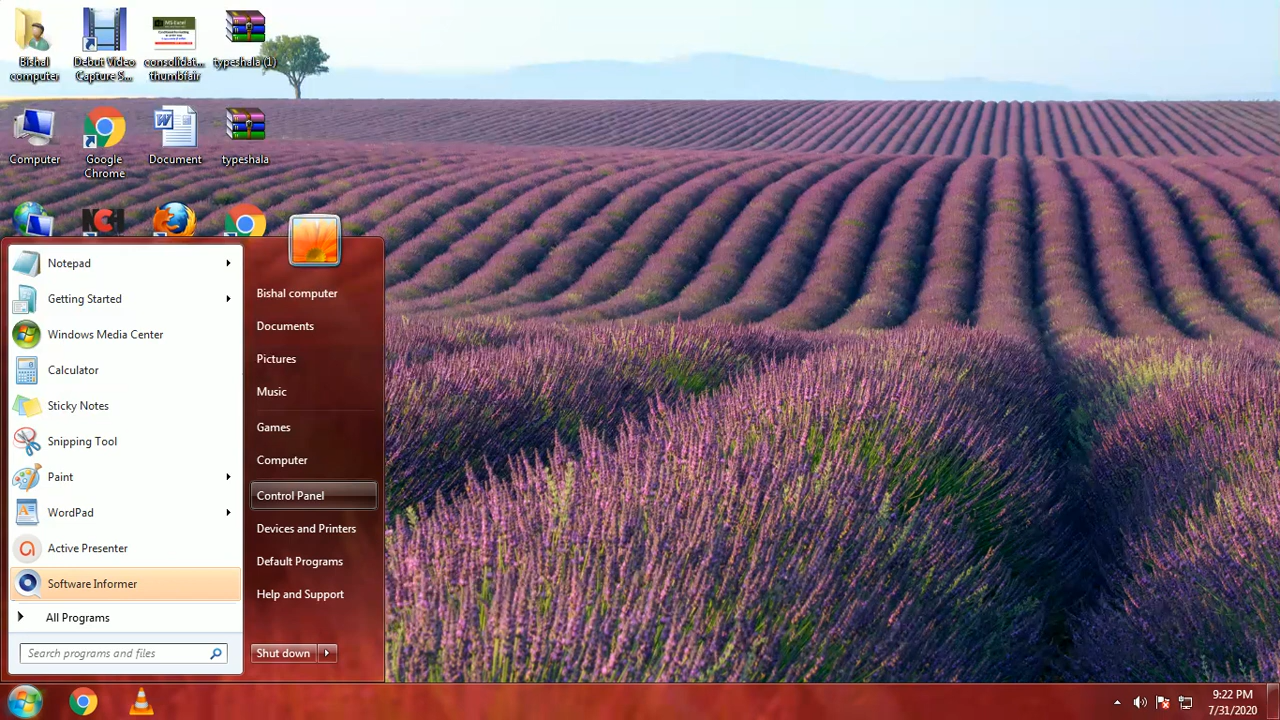 Bishal
computer
Debut Video
Capture S...
consolidat...
thumbfair
typeshala (1)
Computer
Google
Chrome
Document
typeshala
Notepad
Getting Started
Windows Media Center
Calculator
Sticky Notes
Snipping Tool
Paint
WordPad
Active Presenter
Software Informer
All Programs
Search programs and files
Bishal computer
Documents
Pictures
Music
Games
Computer
Control Panel
Devices and Printers
Default Programs
Help and Support
Shut down
9:22 PM
7/31/2020